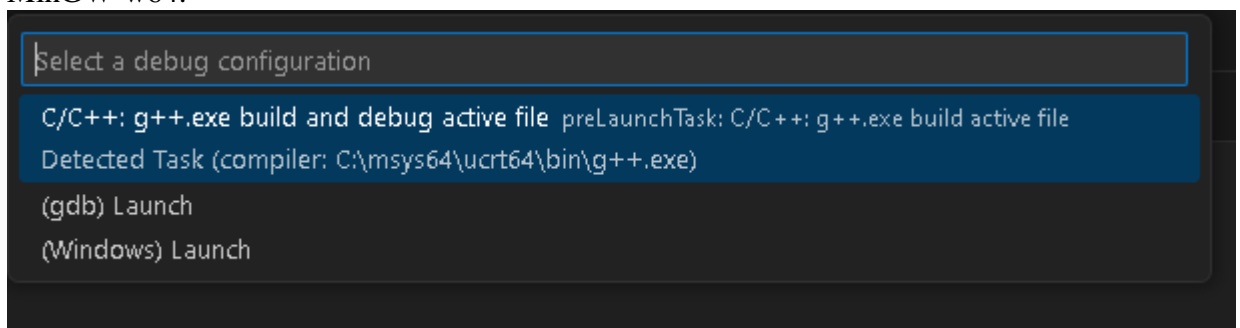 Select a debug configuration
C/C++: g++.exe build and debug active file preLaunchTask: C/C++: g++.exe build active file
Detected Task (compiler: C:\msys64\ucrt64\bin\g++.exe)
(gdb) Launch
(Windows) Launch